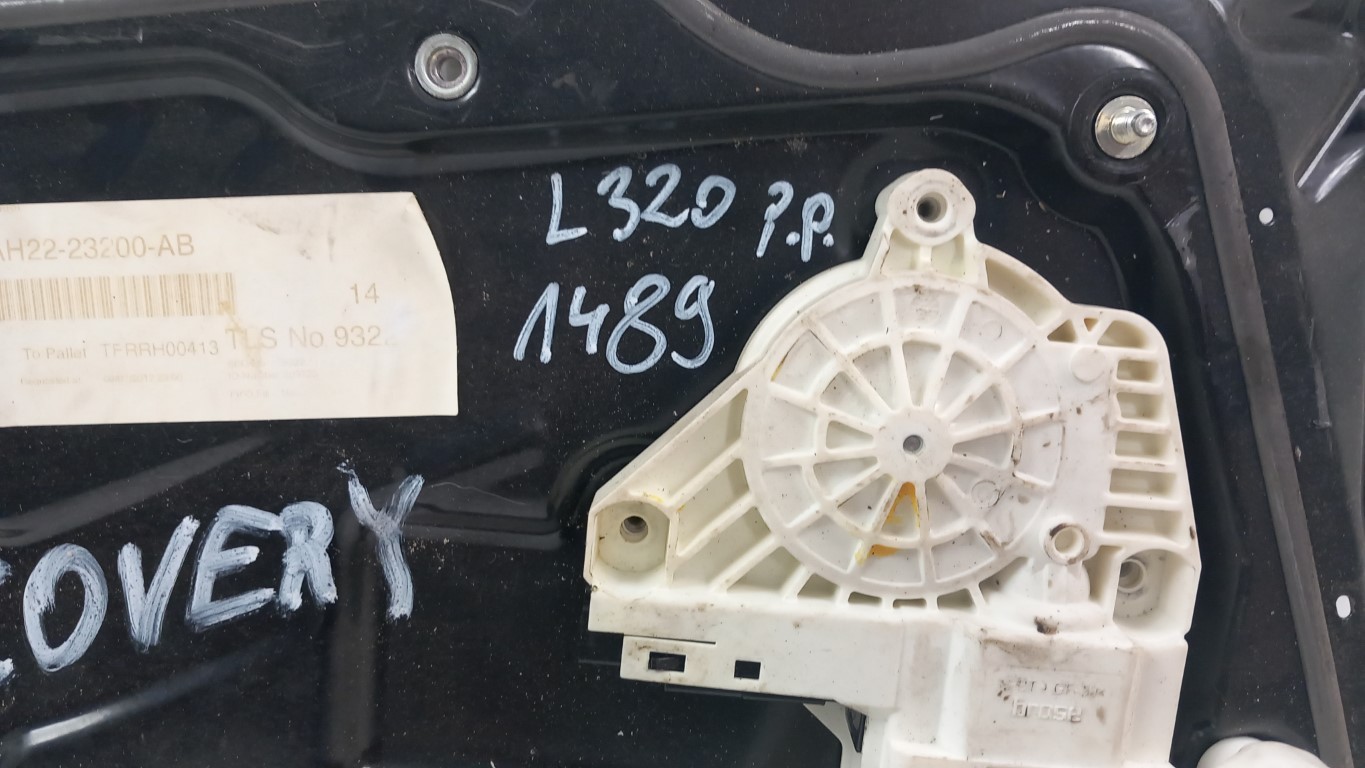 AH22-23200-AB
14
To Pallet TFRRH00413 TLS No 932
L320 P.P.
1489
COVERY
brose